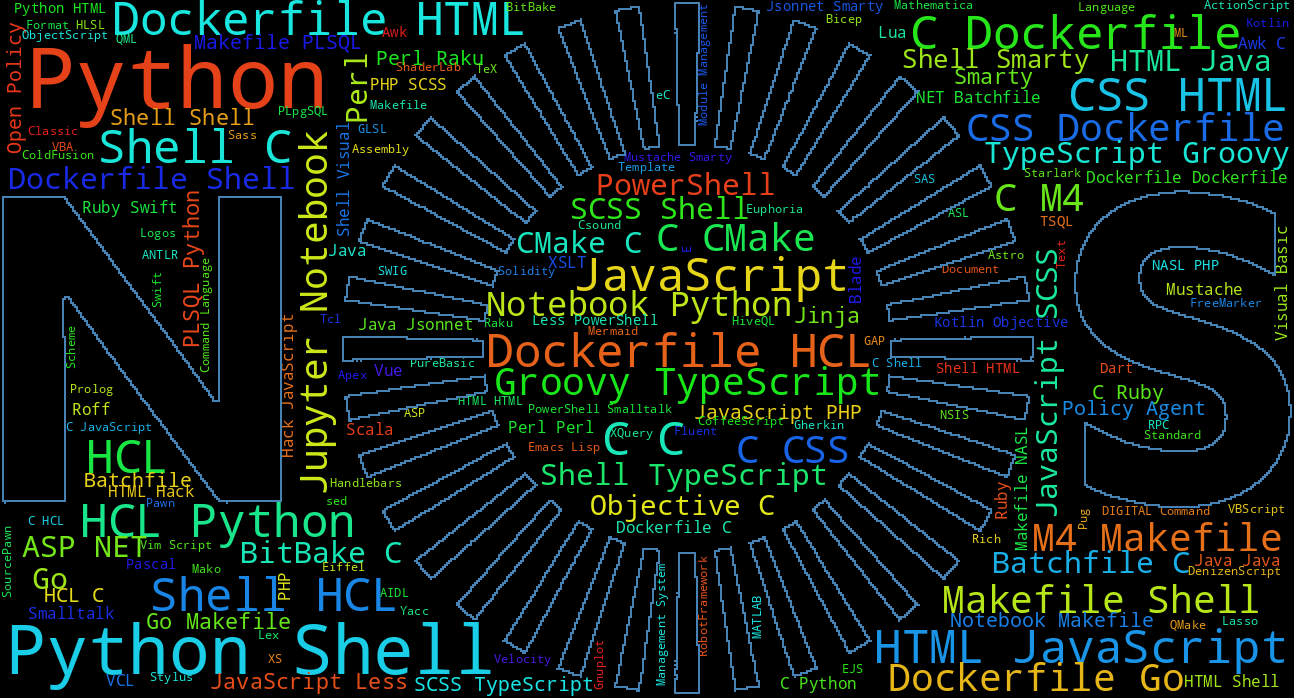 Python HTML
Dockerfile HTML
BitBake
Jsonnet Smarty
Mathematica
Language
ActionScript
Format HLSL
ObjectScript
QML
Makefile PLSQL
Awk
Module Management
Bicep
Lua
C Dockerfile
ML
Kotlin
Awk C
Open Policy
Python
Perl
Perl Raku
ShaderLab
TeX
PHP SCSS
Makefile
eC
Shell Smarty
Smarty
NET Batchfile
HTML Java
CSS HTML
Shell Shell
PLpgSQL
Classic
VBA
ColdFusion
Shell C
Sass
GLSL
Assembly
CSS Dockerfile
TypeScript Groovy
Dockerfile Shell
Jupyter Notebook
Shell Visual
Mustache Smarty
Template
PowerShell
SAS
Starlark
Dockerfile Dockerfile
C M4
Ruby Swift
PLSQL Python
SCSS Shell
Euphoria
ASL
TSQL
Logos
ANTLR
Swift
Command Language
Java
SWIG
Csound
CMake C
C CMake
E
XSLT
Solidity
JavaScript
Blade
Astro
Document
Text
NASL PHP
Mustache
FreeMarker
Visual Basic
Scheme
Hack JavaScript
Tcl
Java Jsonnet
Notebook Python
Raku
Less PowerShell
Mermaid
HiveQL
Jinja
Kotlin Objective
JavaScript SCSS
Dockerfile HCL
GAP
C Shell
Shell HTML
Dart
Prolog
Roff
C JavaScript
Apex
Vue
PureBasic
Groovy TypeScript
C Ruby
Policy Agent
RPC
Standard
HCL
Batchfile
HTML Hack
Pawn
Scala
ASP
HTML HTML
PowerShell Smalltalk
JavaScript PHP
CoffeeScript
Gherkin
NSIS
Perl Perl
XQuery
Fluent
Emacs Lisp
C C
C CSS
Handlebars
sed
Shell TypeScript
Ruby
Makefile NASL
C HCL
HCL Python
Objective C
Dockerfile C
Pug
DIGITAL Command
VBScript
SourcePawn
ASP NET
Vim Script
BitBake C
Rich
M4 Makefile
Go
HCL C
Pascal
Mako
Eiffel
Batchfile C
Java Java
DenizenScript
Smalltalk
Shell HCL
PHP
AIDL
Yacc
Management System
RobotFramework
MATLAB
Makefile Shell
Notebook Makefile
QMake
Lasso
Go Makefile
Lex
Python Shell
XS
Velocity
Gnuplot
HTML JavaScript
VCL
Stylus
JavaScript Less
SCSS TypeScript
C Python
EJS
Dockerfile Go
HTML Shell